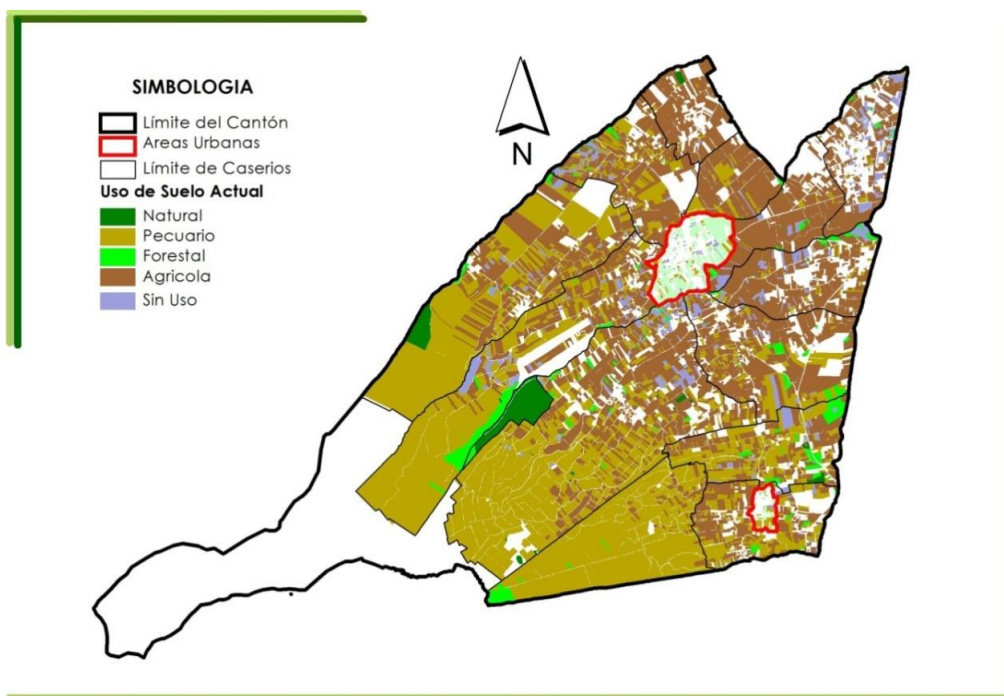 SIMBOLOGIA
Límite del Cantón
Areas Urbanas
Límite de Caserios
Uso de Suelo Actual
Natural
Pecuario
Forestal
Agricola
Sin Uso
N